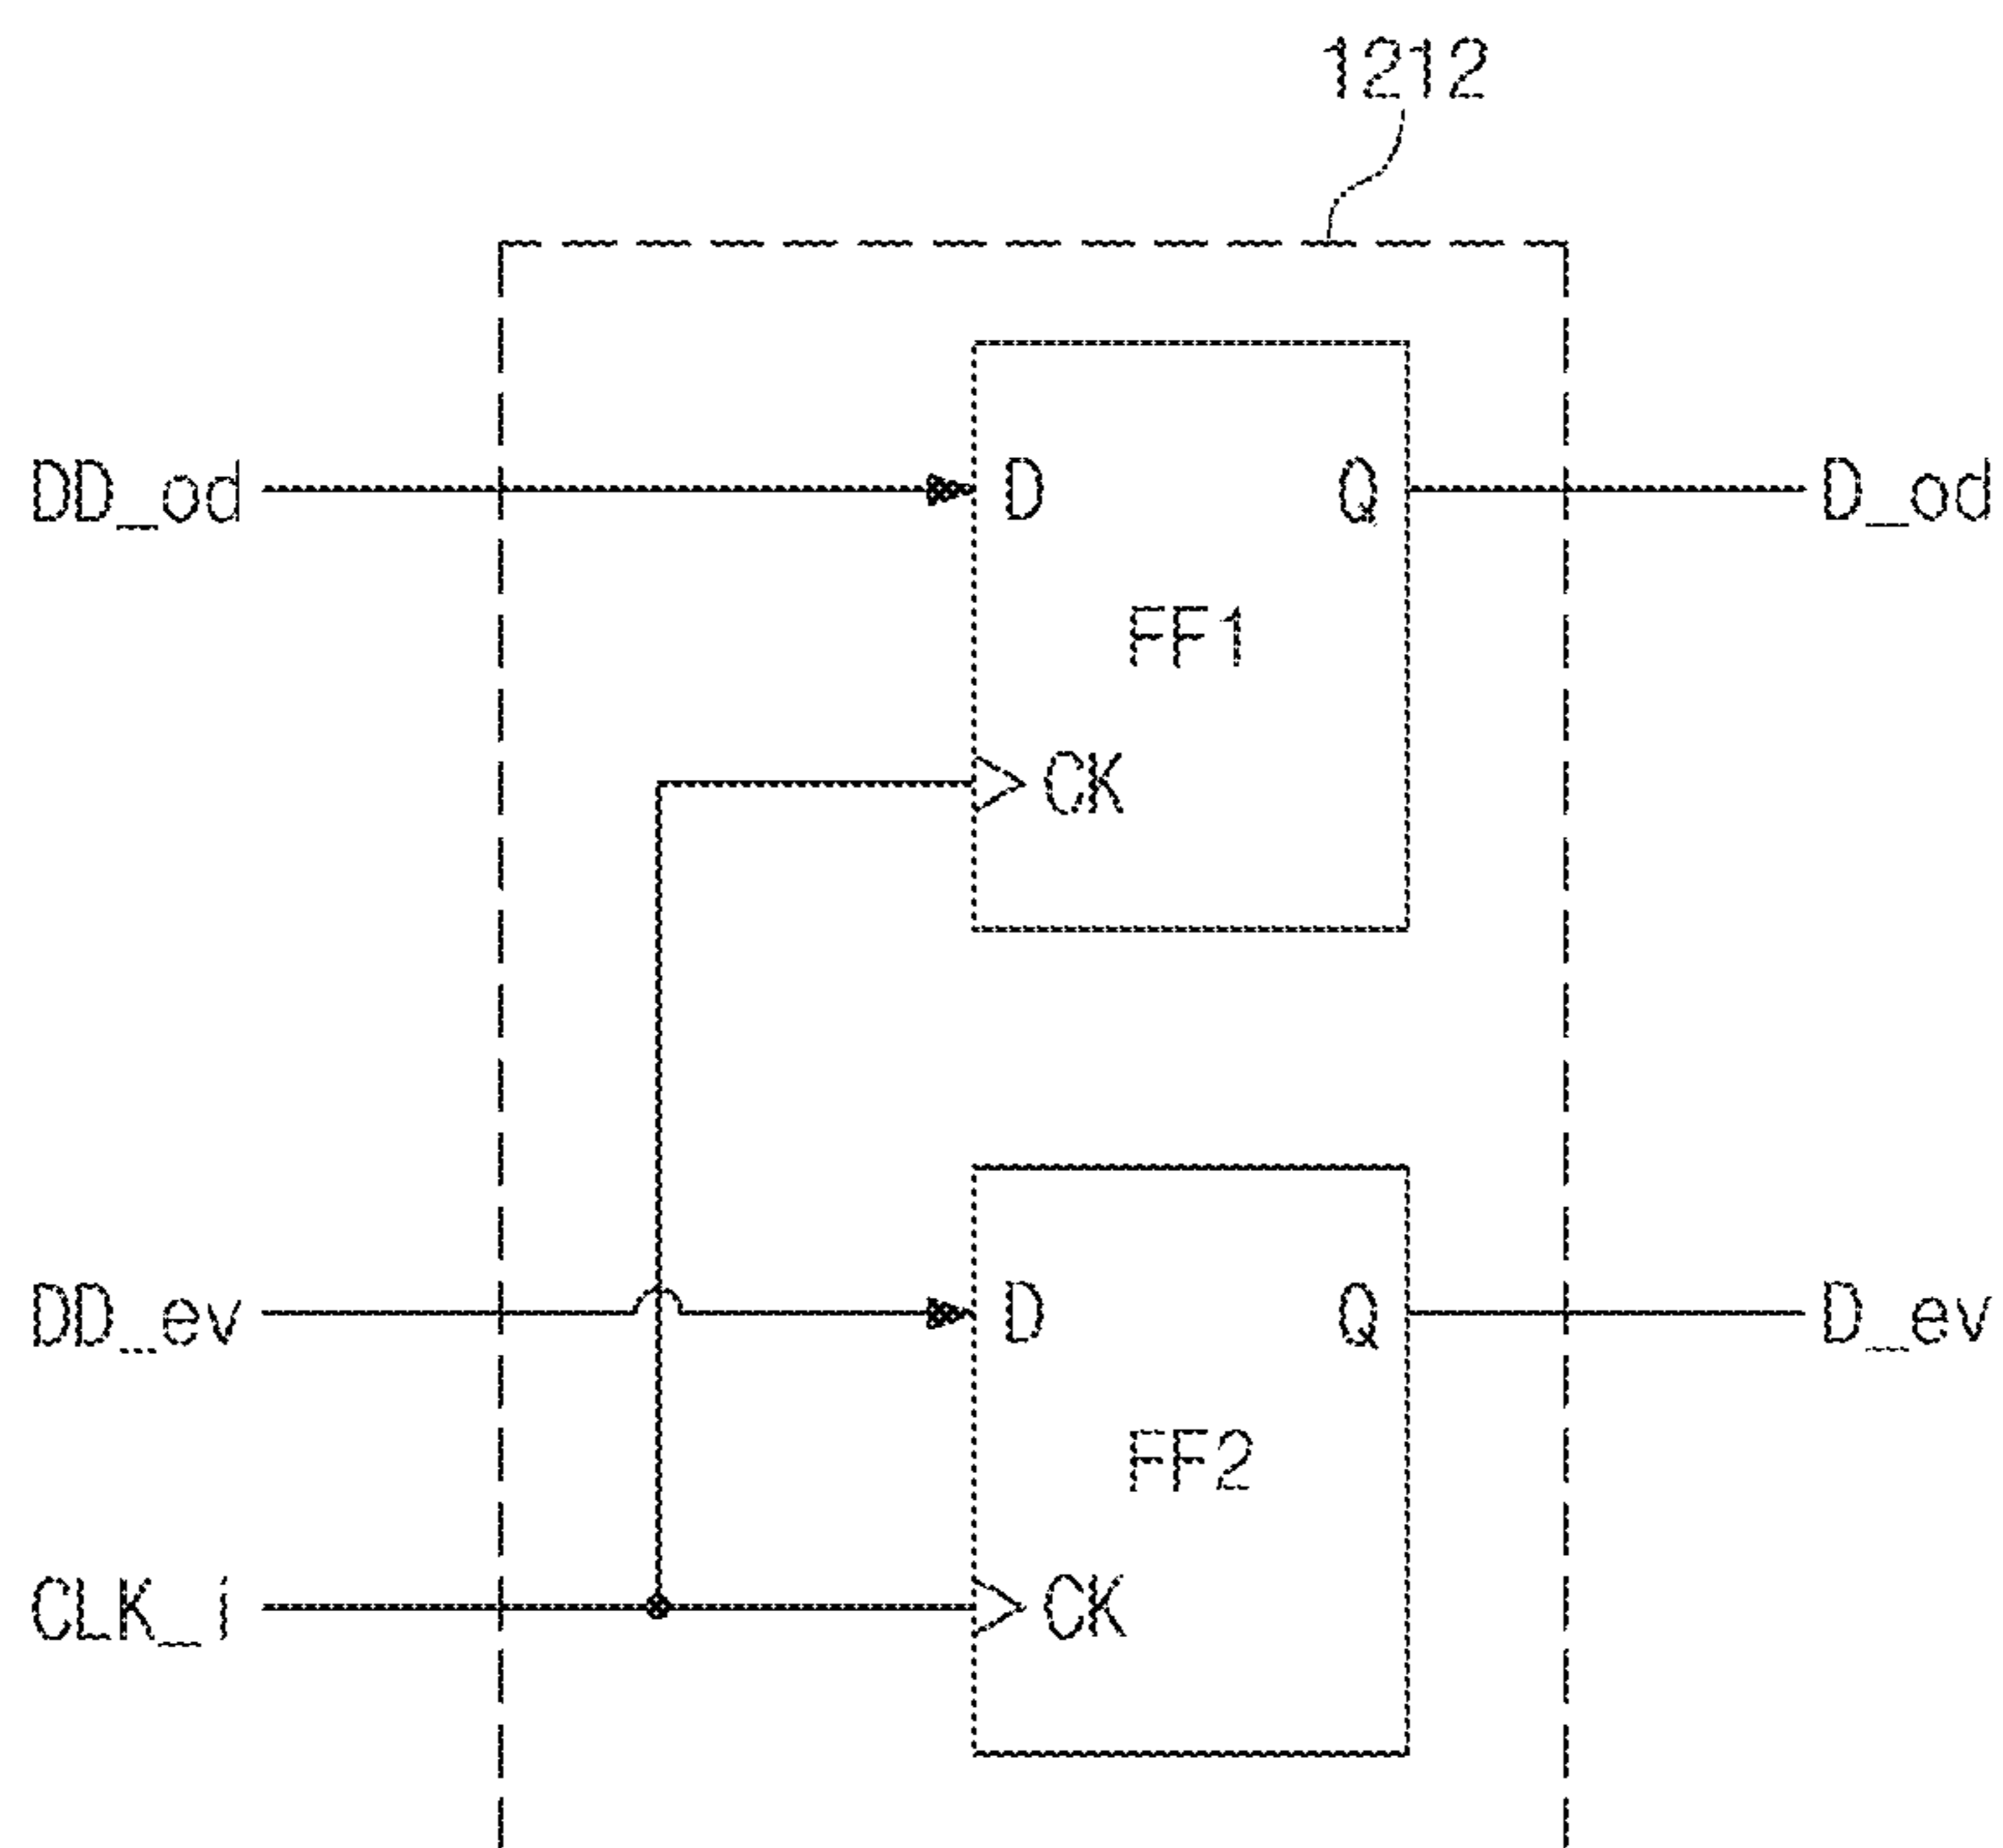 1212
DD_od
D
Q
D_od
FF1
CK
DD_ev
D
Q
D_ev
FF2
CLK_i
CK